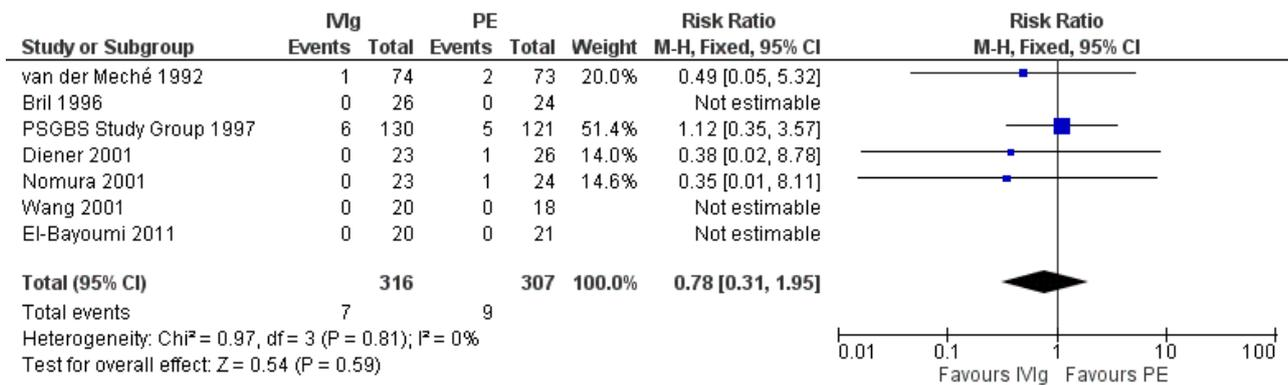 IVIg PE Risk Ratio Risk Ratio
Study or Subgroup Events Total Events Total Weight M-H, Fixed, 95% CI M-H, Fixed, 95% CI
van der Meché 1992 1 74 2 73 20.0% 0.49 [0.05, 5.32]
Bril 1996 0 26 0 24 Not estimable
PSGBS Study Group 1997 6 130 5 121 51.4% 1.12 [0.35, 3.57]
Diener 2001 0 23 1 26 14.0% 0.38 [0.02, 8.78]
Nomura 2001 0 23 1 24 14.6% 0.35 [0.01, 8.11]
Wang 2001 0 20 0 18 Not estimable
El-Bayoumi 2011 0 20 0 21 Not estimable
Total (95% CI) 316 307 100.0% 0.78 [0.31, 1.95]
Total events 7 9
Heterogeneity: Chi² = 0.97, df = 3 (P = 0.81); I² = 0%
Test for overall effect: Z = 0.54 (P = 0.59)
0.01 0.1 1 10 100
Favours IVIg Favours PE